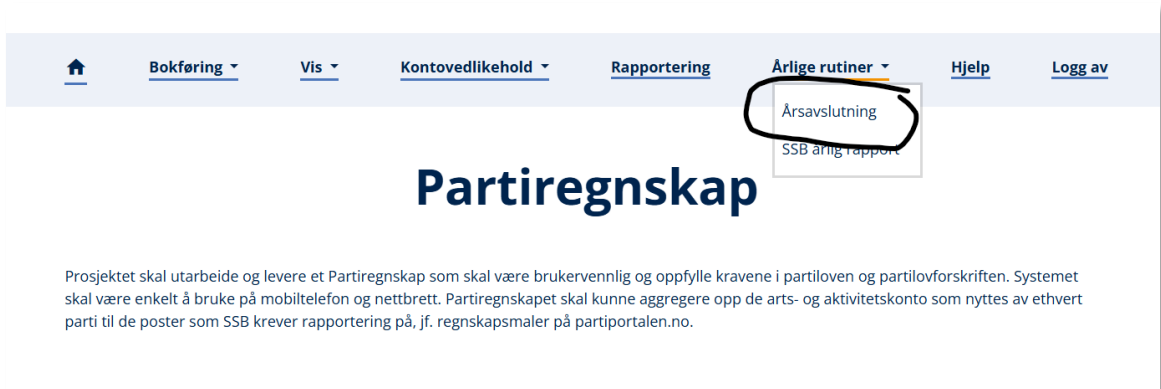 Bokføring Vis Kontovedlikehold Rapportering Årlige rutiner Hjelp Logg av
Årsavslutning
SSB årlig rapport
Partiregnskap
Prosjektet skal utarbeide og levere et Partiregnskap som skal være brukervennlig og oppfylle kravene i partiloven og partilovforskriften. Systemet
skal være enkelt å bruke på mobiltelefon og nettbrett. Partiregnskapet skal kunne aggregere opp de arts- og aktivitetskonto som nyttes av ethvert
parti til de poster som SSB krever rapportering på, jf. regnskapsmaler på partiportalen.no.